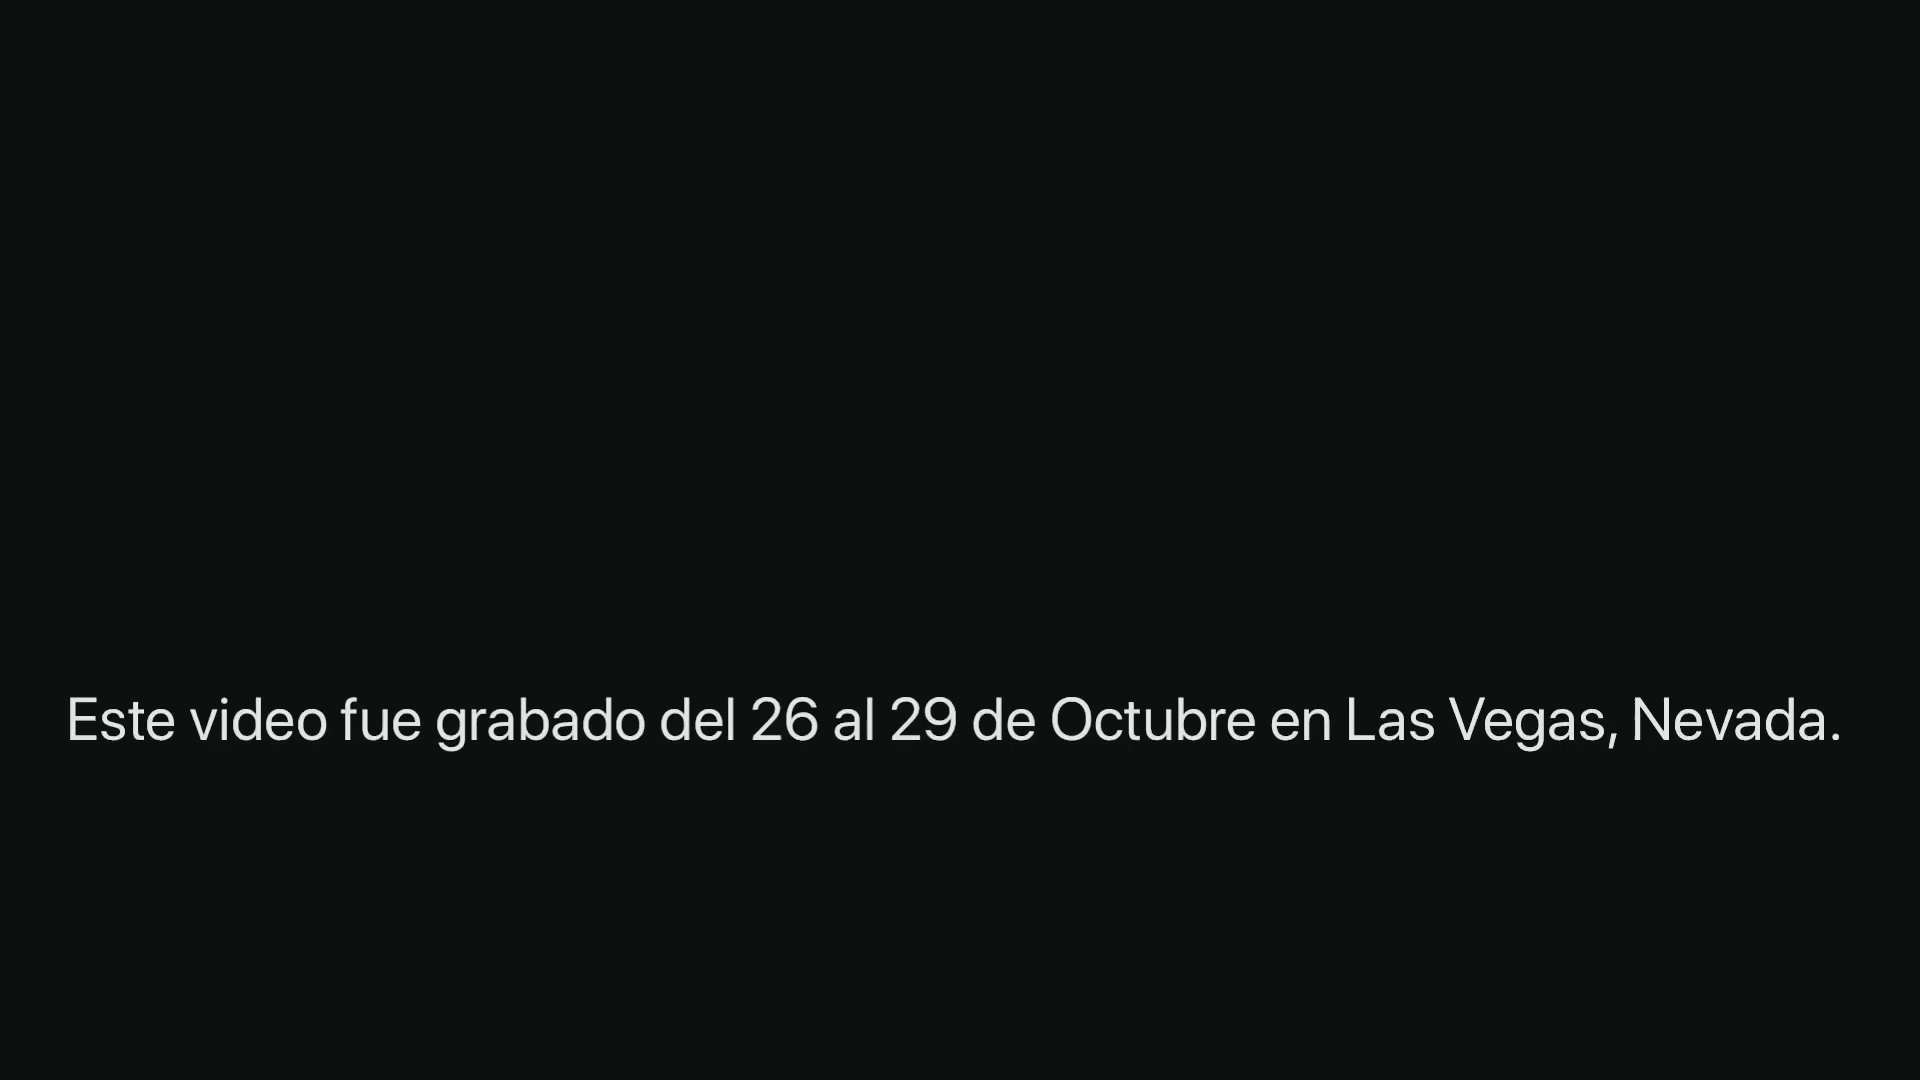 Este video fue grabado del 26 al 29 de Octubre en Las Vegas, Nevada.